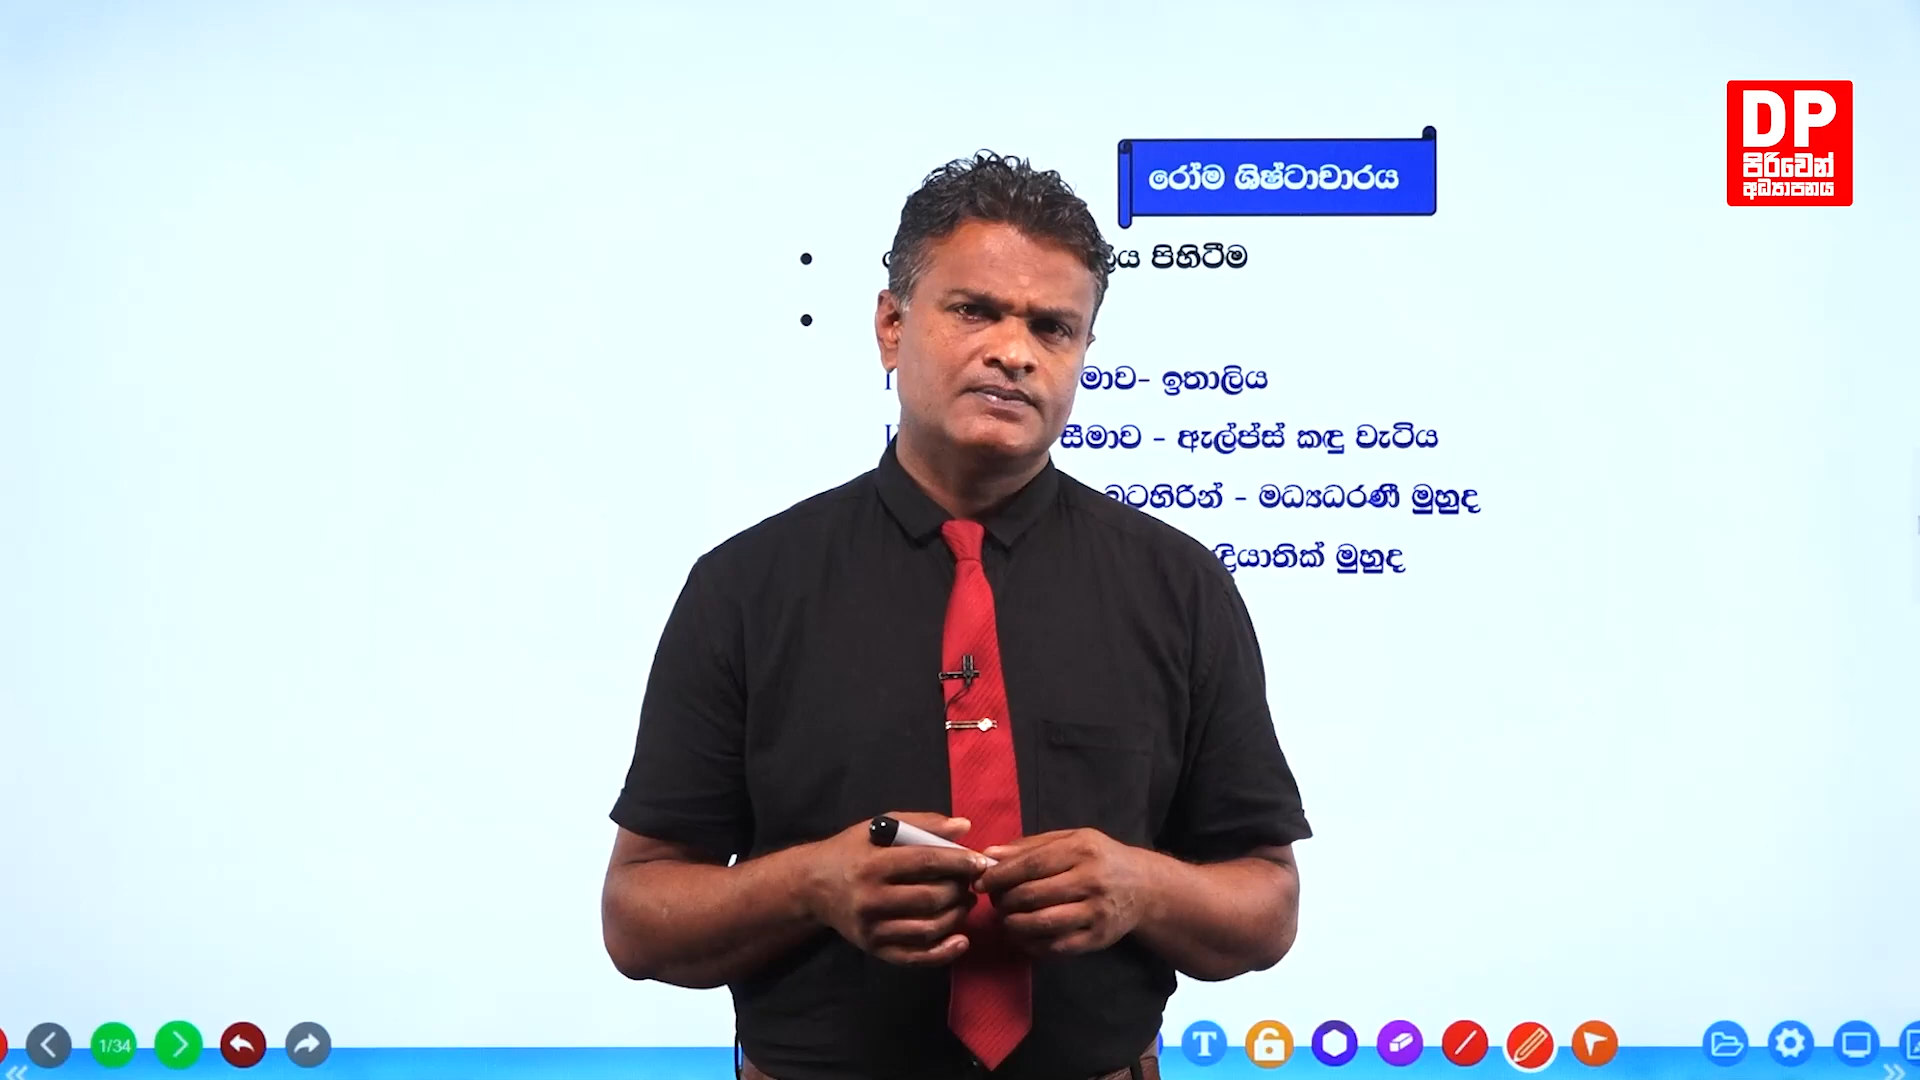 DP
පිරිවෙන්
අධ්‍යාපනය
රෝම ශිෂ්ටාචාරය
පිහිටීම
ඉතාලිය
සීමාව - ඇල්ප්ස් කඳු වැටිය
බටහිරින් - මධ්‍යධරණී මුහුද
මුහුද
1/34
T